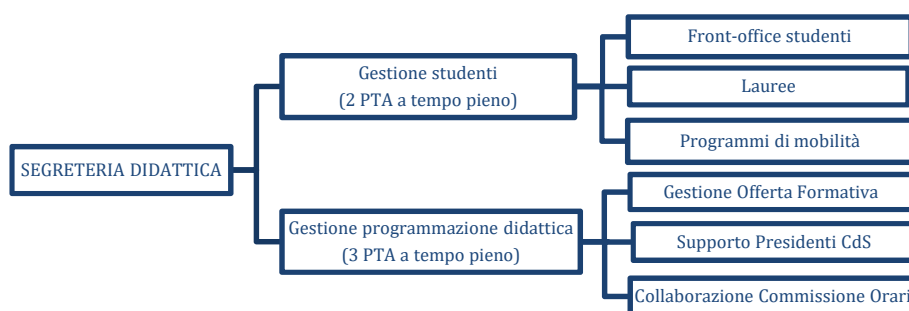 SEGRETERIA DIDATTICA
Gestione studenti
(2 PTA a tempo pieno)
Front-office studenti
Lauree
Programmi di mobilità
Gestione programmazione didattica
(3 PTA a tempo pieno)
Gestione Offerta Formativa
Supporto Presidenti CdS
Collaborazione Commissione Orari